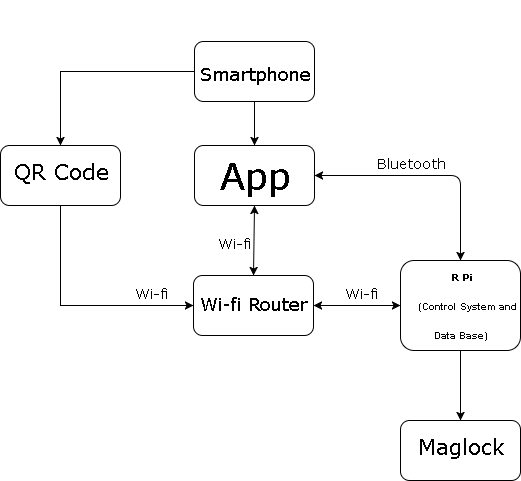 Smartphone
QR Code
App
Bluetooth
Wi-fi
Wi-fi
Wi-fi Router
Wi-fi
R Pi
(Control System and
Data Base)
Maglock